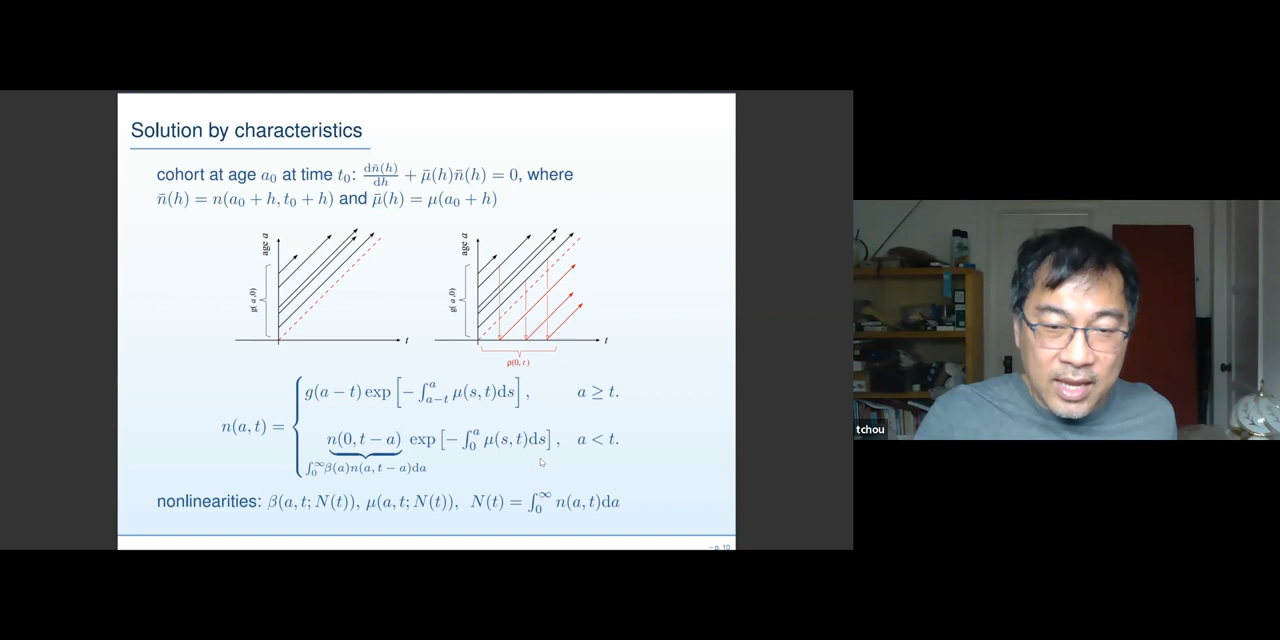 Solution by characteristics
cohort at age a₀ at time t₀: dn̄(h)/dh + μ̄(h)n̄(h) = 0, where
n̄(h) = n(a₀ + h, t₀ + h) and μ̄(h) = μ(a₀ + h)
age a
g( a ,0)
t
age a
g( a ,0)
t
ρ(0, t )
n(a, t) = { g(a − t) exp [− ∫_{a−t}^{a} μ(s, t)ds] , a ≥ t.
n(0, t − a) exp [− ∫_0^a μ(s, t)ds] , a < t.
∫_0^∞ β(a)n(a, t − a)da
nonlinearities: β(a, t; N(t)), μ(a, t; N(t)), N(t) = ∫_0^∞ n(a, t)da
– p. 10
tchou